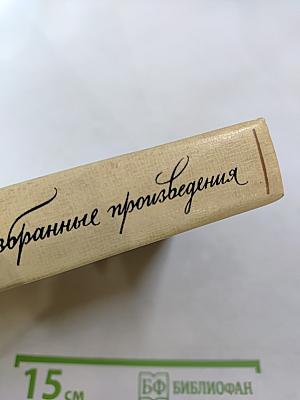 збранные произведения
15 см
БФ БИБЛИОФАН